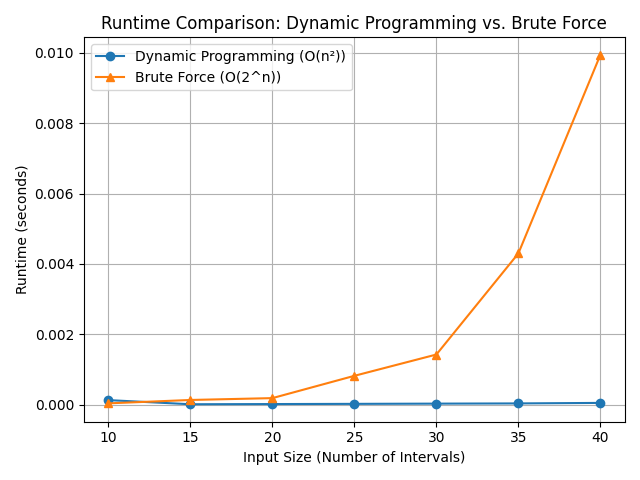 Runtime Comparison: Dynamic Programming vs. Brute Force
Dynamic Programming (O(n²))
Brute Force (O(2^n))
Runtime (seconds)
0.010
0.008
0.006
0.004
0.002
0.000
10 15 20 25 30 35 40
Input Size (Number of Intervals)